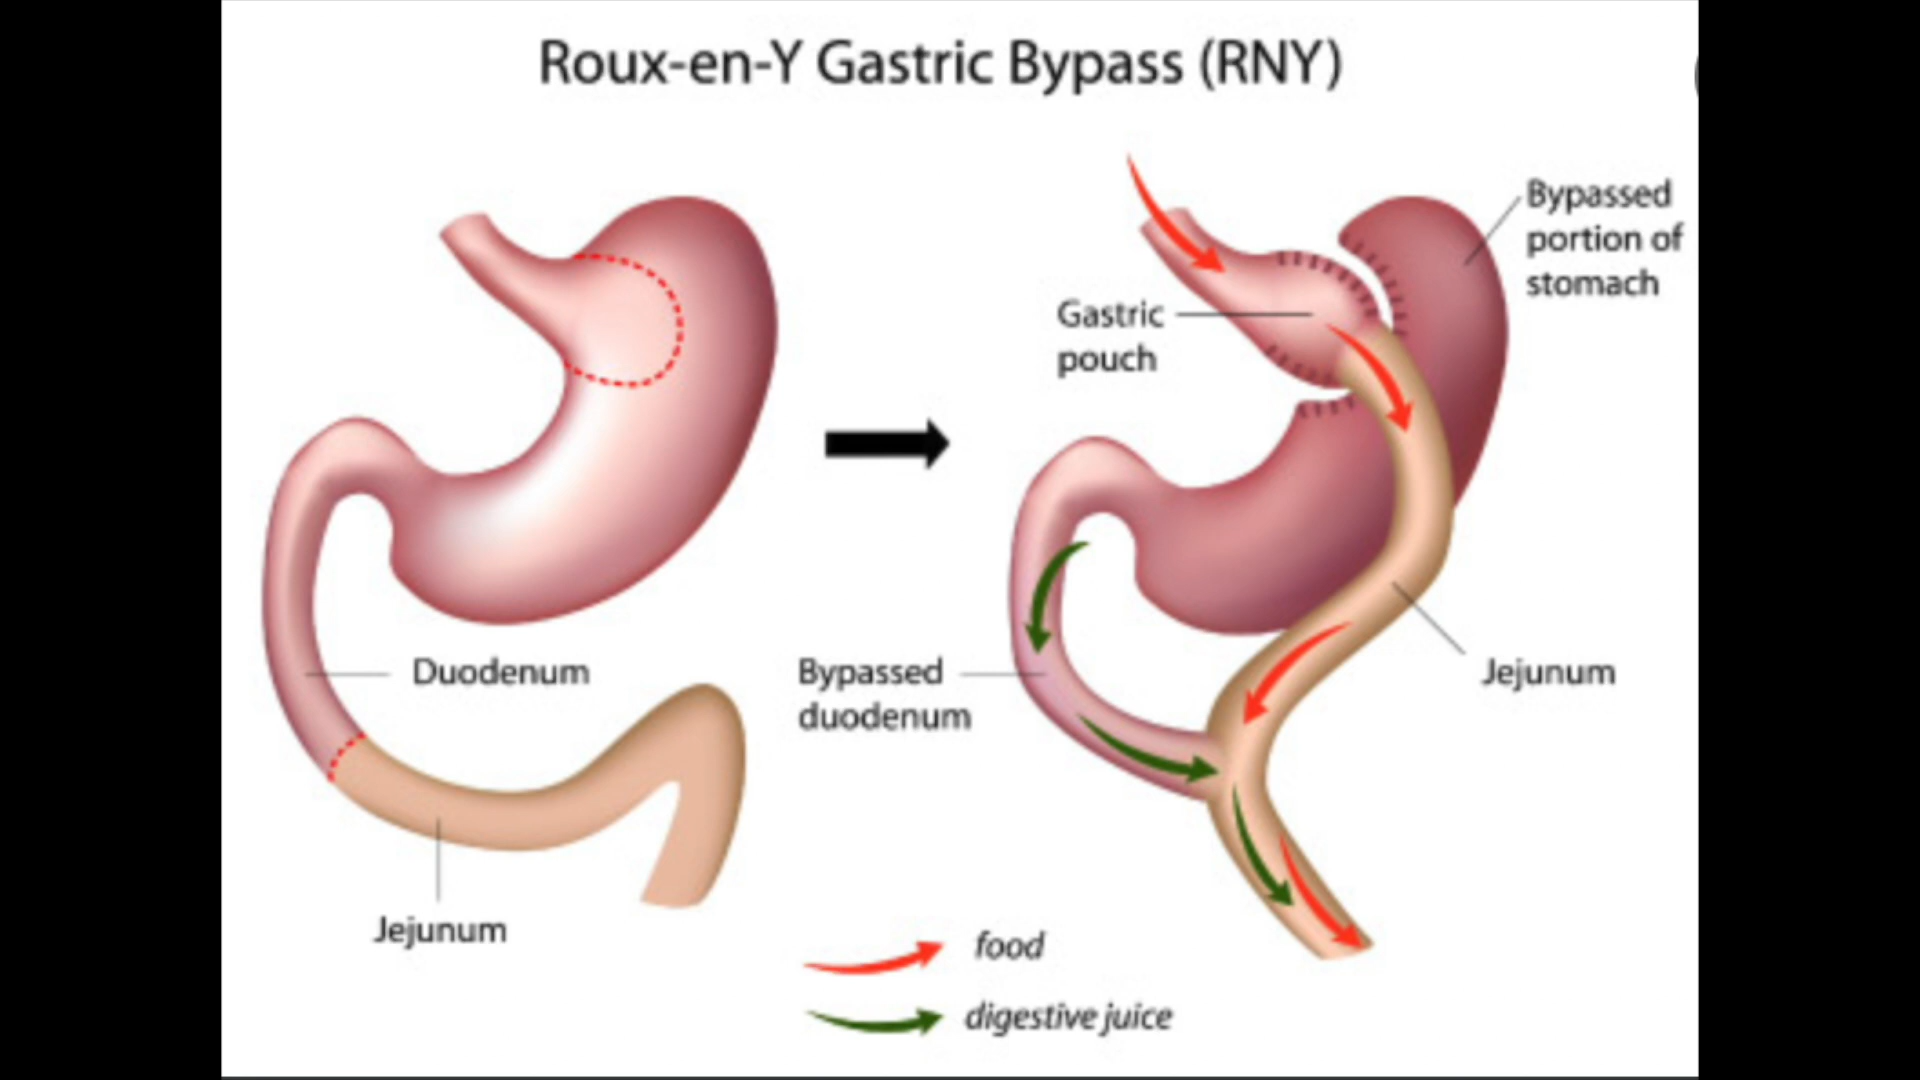 Roux-en-Y Gastric Bypass (RNY)
Bypassed
portion of
stomach
Gastric
pouch
Duodenum
Bypassed
duodenum
Jejunum
Jejunum
food
digestive juice